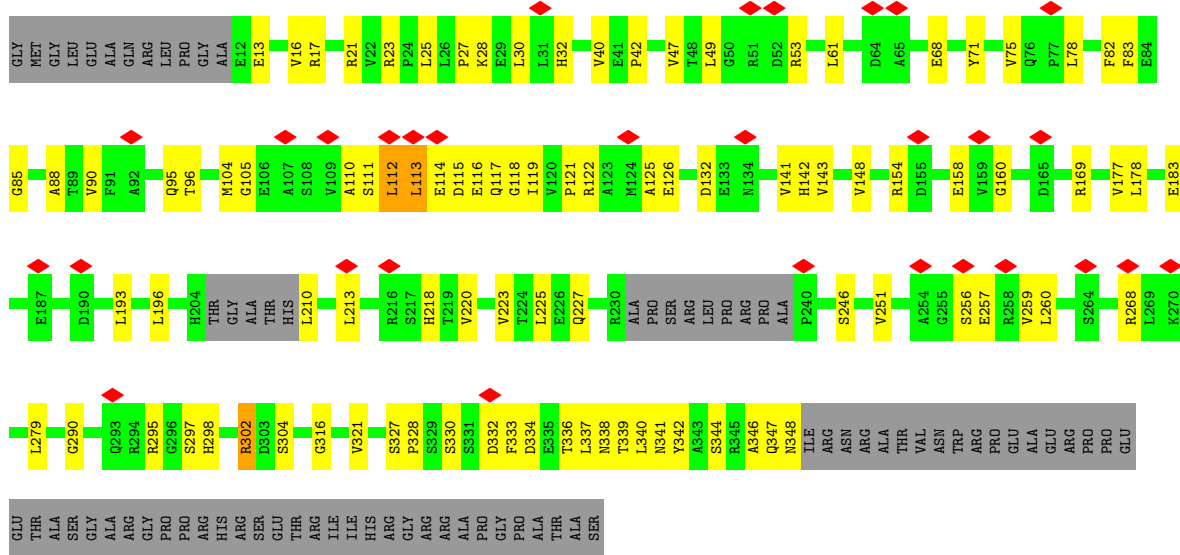 GLY MET GLY LEU GLU ALA GLN ARG LEU PRO GLY ALA E12 E13 V16 R17 R21 V22 R23 P24 L25 L26 P27 K28 E29 L30 L31 H32 V40 E41 P42 V47 T48 L49 G50 R51 D52 R53 L61 D64 A65 E68 Y71 V75 Q76 P77 L78 F82 F83 E84
G85 A88 T89 V90 F91 A92 Q95 T96 M104 G105 E106 A107 S108 V109 A110 S111 L112 L113 E114 D115 E116 Q117 G118 I119 V120 P121 R122 A123 M124 A125 E126 D132 E133 N134 V141 H142 V143 V148 R154 D155 E158 V159 G160 D165 R169 V177 L178 E183
E187 D190 L193 L196 H204 THR GLY ALA THR HIS L210 L213 R216 S217 H218 T219 V220 V223 T224 L225 E226 Q227 R230 ALA PRO SER ARG LEU PRO ARG PRO ALA P240 S246 V251 A254 G255 S256 E257 R258 V259 L260 S264 R268 L269 K270
L279 G290 Q293 R294 R295 G296 S297 H298 R302 D303 S304 G316 V321 S327 P328 S329 S330 S331 D332 F333 D334 E335 T336 L337 N338 T339 L340 N341 Y342 A343 S344 R345 A346 Q347 N348 ILE ARG ASN ARG ALA THR VAL ASN TRP ARG PRO GLU ALA GLU ARG PRO PRO GLU
GLU THR ALA SER GLY ALA ARG GLY PRO PRO ARG HIS ARG SER GLU THR ARG ILE ILE HIS ARG GLY ARG ARG ALA PRO GLY PRO ALA THR ALA SER